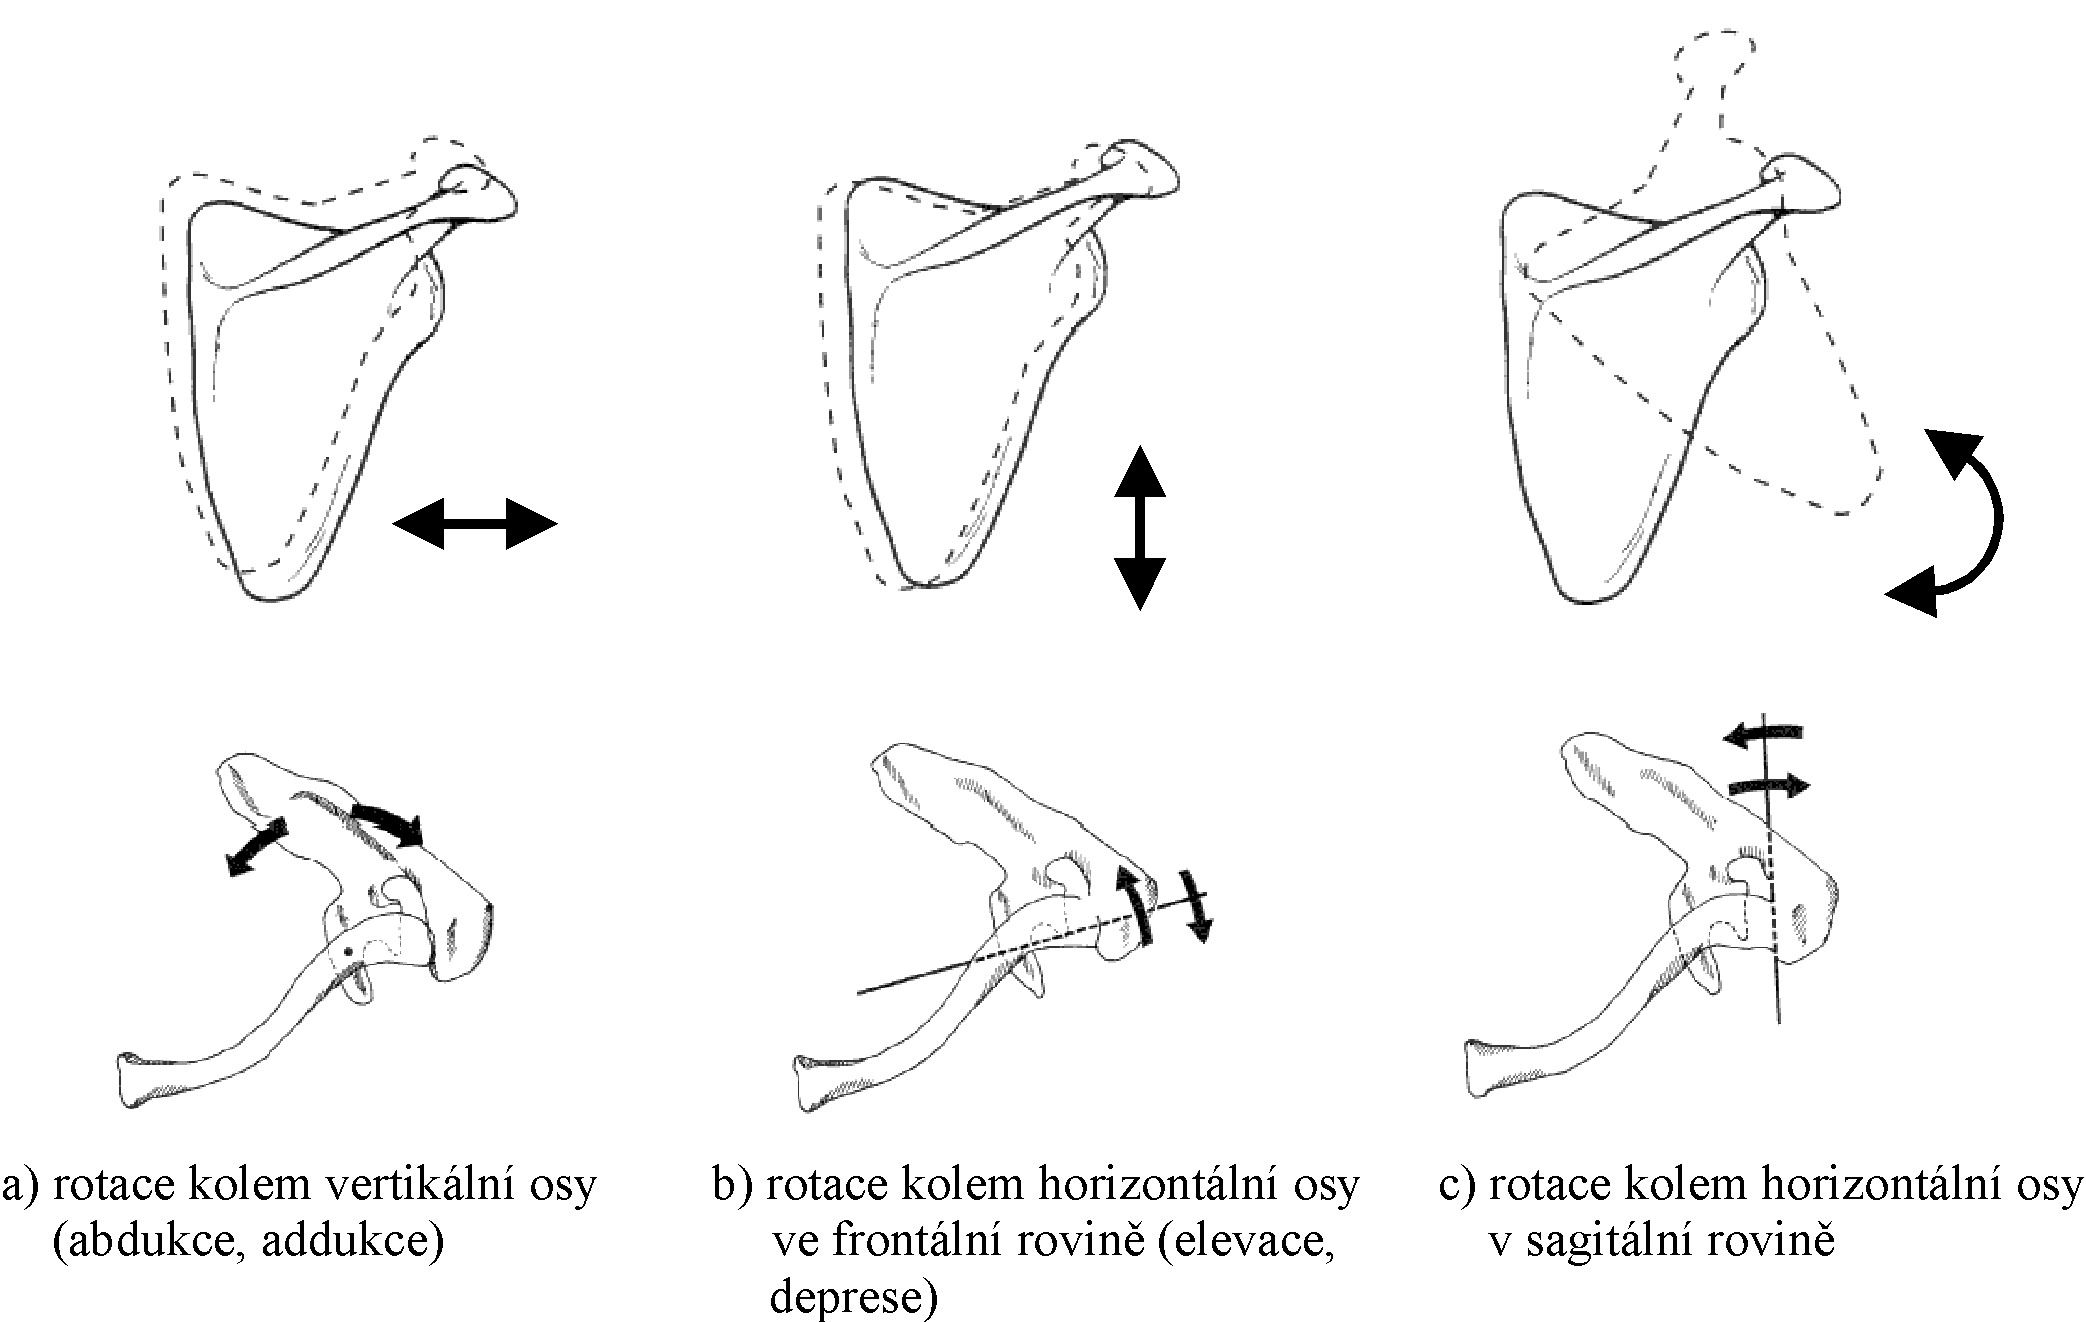 a) rotace kolem vertikální osy
(abdukce, addukce)
b) rotace kolem horizontální osy
ve frontální rovině (elevace,
deprese)
c) rotace kolem horizontální osy
v sagitální rovině